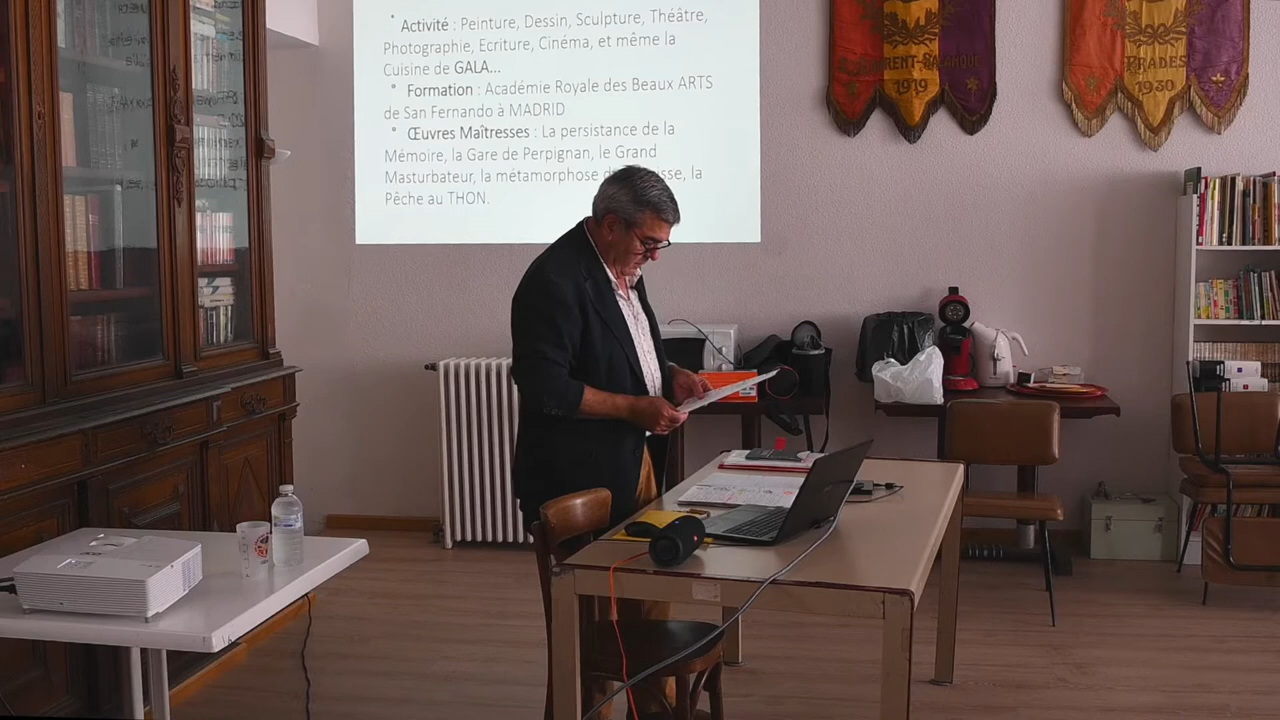 ° Activité : Peinture, Dessin, Sculpture, Théâtre,
Photographie, Ecriture, Cinéma, et même la
Cuisine de GALA...
° Formation : Académie Royale des Beaux ARTS
de San Fernando à MADRID
° Œuvres Maîtresses : La persistance de la
Mémoire, la Gare de Perpignan, le Grand
Masturbateur, la métamorphose la
Pêche au THON.
1919
PRADES
1930